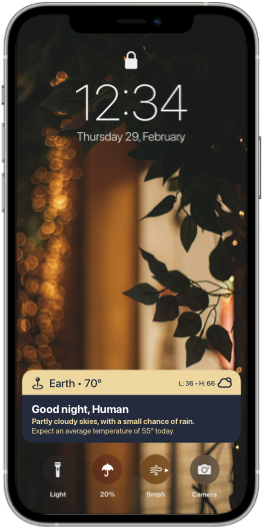 12:34
Thursday 29, February
Earth • 70°
L: 36 • H: 66
Good night, Human
Partly cloudy skies, with a small chance of rain.
Expect an average temperature of 55° today.
Light
20%
9mph
Camera